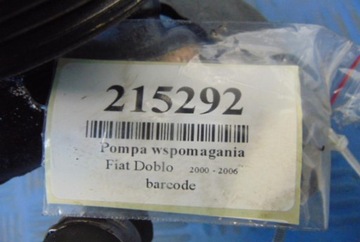 215292
Pompa wspomagania
Fiat Doblo 2000 - 2006
barcode